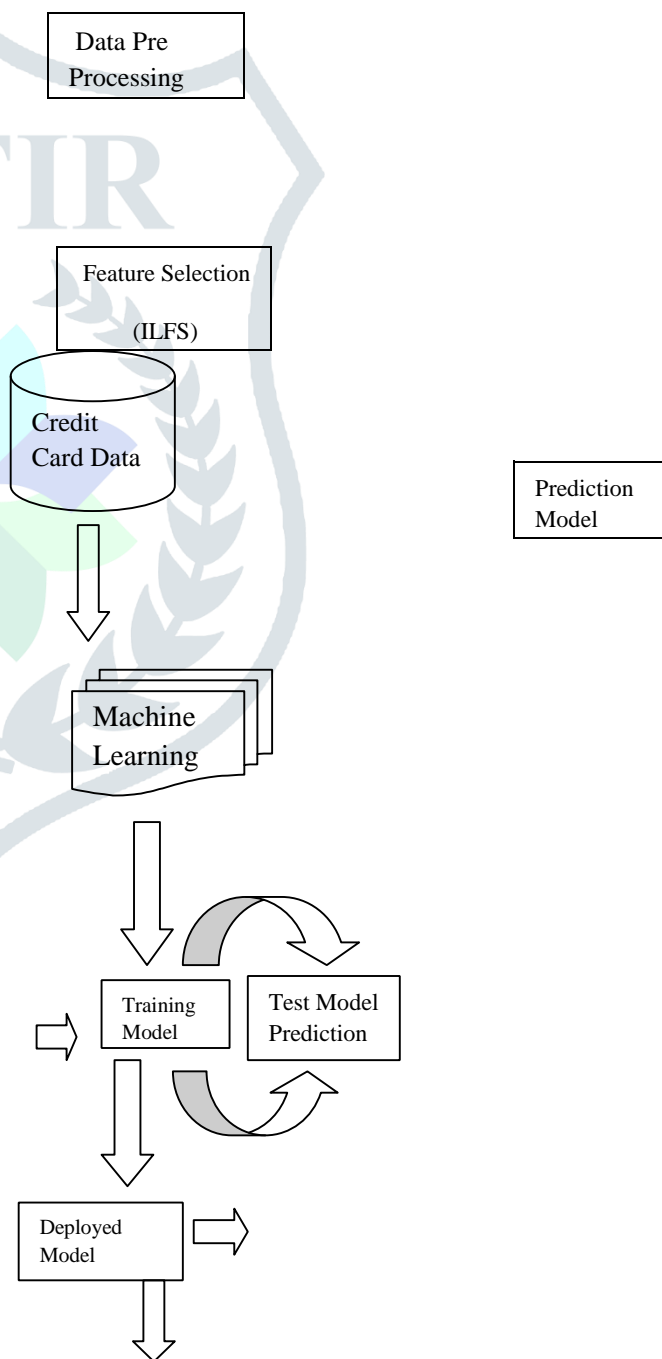 Data Pre
Processing
TIR
Feature Selection
(ILFS)
Credit
Card Data
Prediction
Model
Machine
Learning
Training
Model
Test Model
Prediction
Deployed
Model